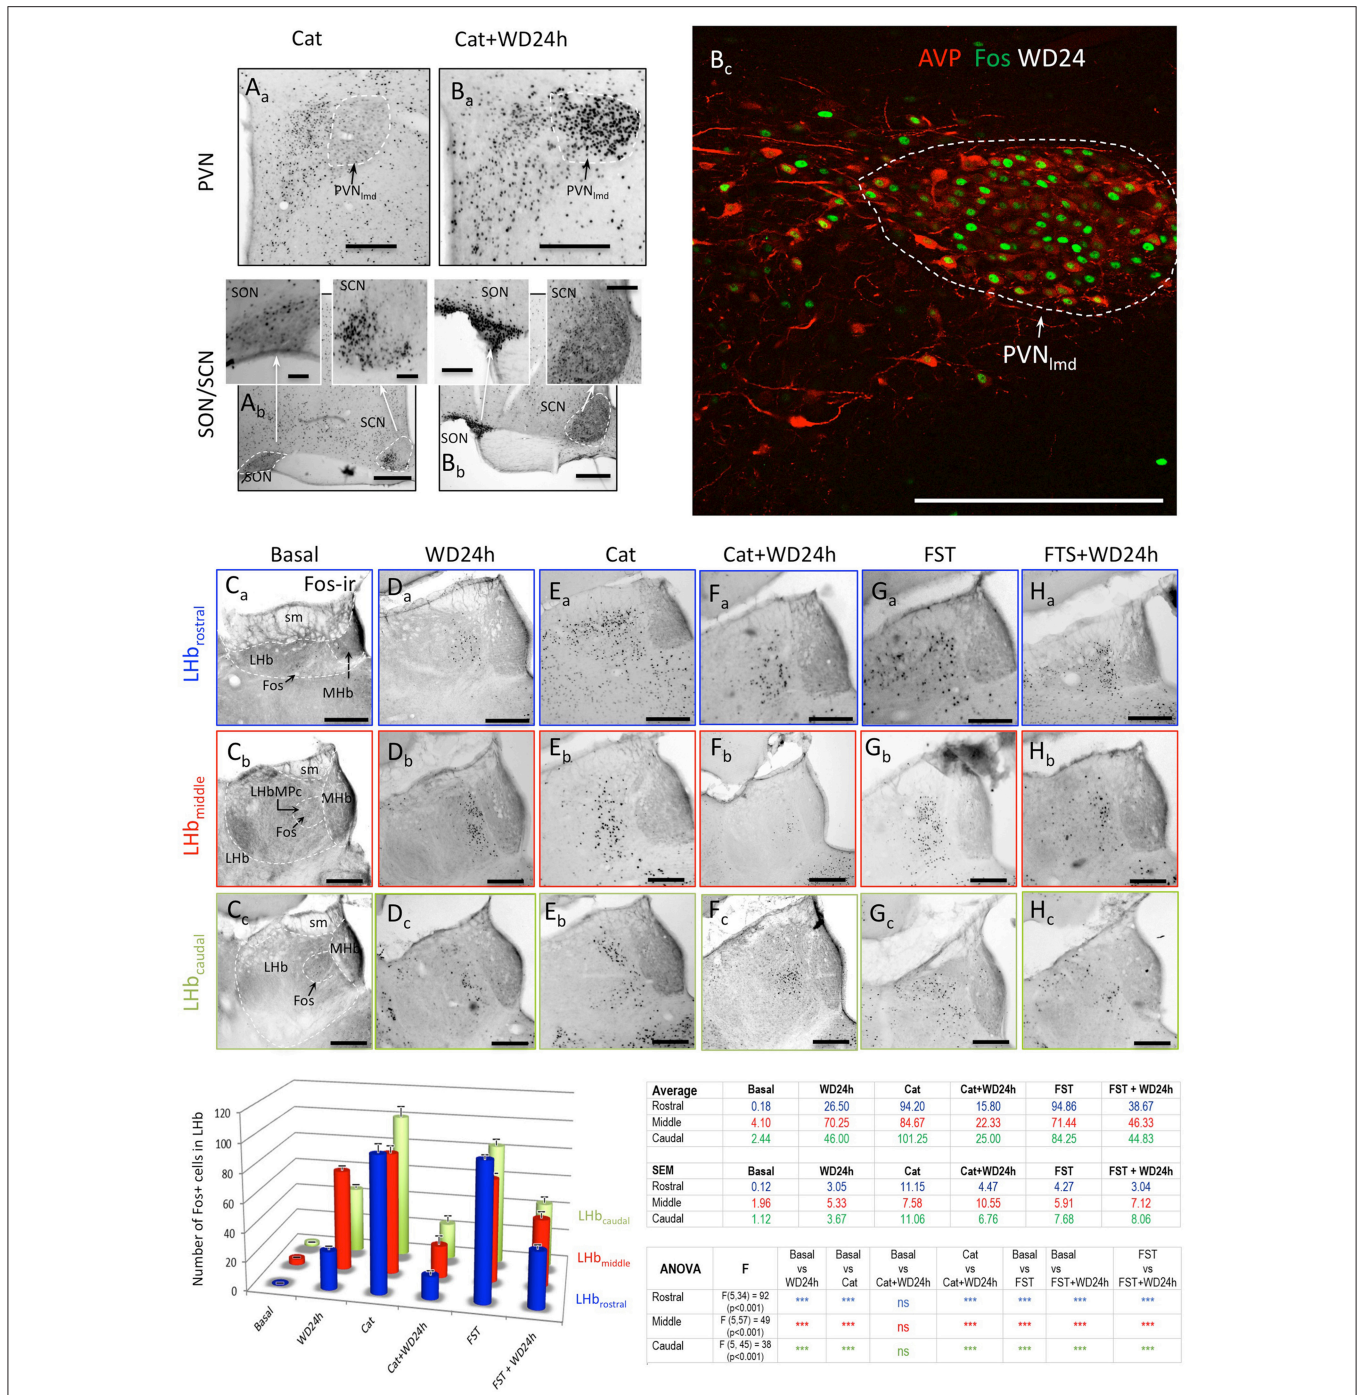 Cat
Cat+WD24h
PVN
Aa
PVNlmd
Ba
PVNlmd
Bc
AVP Fos WD24
PVNlmd
SON/SCN
SON
SCN
SON
SCN
Ab
SCN
SON
SCN
SON
Bb
Basal
WD24h
Cat
Cat+WD24h
FST
FTS+WD24h
LHbrostral
Ca
Fos-ir
sm
LHb
Fos
MHb
Da
Ea
Fa
Ga
Ha
LHbmiddle
Cb
sm
LHbMPc
MHb
Fos
LHb
Db
Eb
Fb
Gb
Hb
LHbcaudal
Cc
sm
MHb
LHb
Fos
Dc
Eb
Fc
Gc
Hc
Number of Fos+ cells in LHb
120
100
80
60
40
20
0
LHbcaudal
LHbmiddle
LHbrostral
Basal
WD24h
Cat
Cat+WD24h
FST
FST + WD24h
Average Basal WD24h Cat Cat+WD24h FST FST + WD24h
Rostral 0.18 26.50 94.20 15.80 94.86 38.67
Middle 4.10 70.25 84.67 22.33 71.44 46.33
Caudal 2.44 46.00 101.25 25.00 84.25 44.83
SEM Basal WD24h Cat Cat+WD24h FST FST + WD24h
Rostral 0.12 3.05 11.15 4.47 4.27 3.04
Middle 1.96 5.33 7.58 10.55 5.91 7.12
Caudal 1.12 3.67 11.06 6.76 7.68 8.06
ANOVA F
Basal vs WD24h
Basal vs Cat
Basal vs Cat+WD24h
Cat vs Cat+WD24h
Basal vs FST
Basal vs FST+WD24h
FST vs FST+WD24h
Rostral F(5,34) = 92 (p<0.001) *** *** ns *** *** *** ***
Middle F (5,57) = 49 (p<0.001) *** *** ns *** *** *** ***
Caudal F (5, 45) = 38 (p<0.001) *** *** ns *** *** *** ***